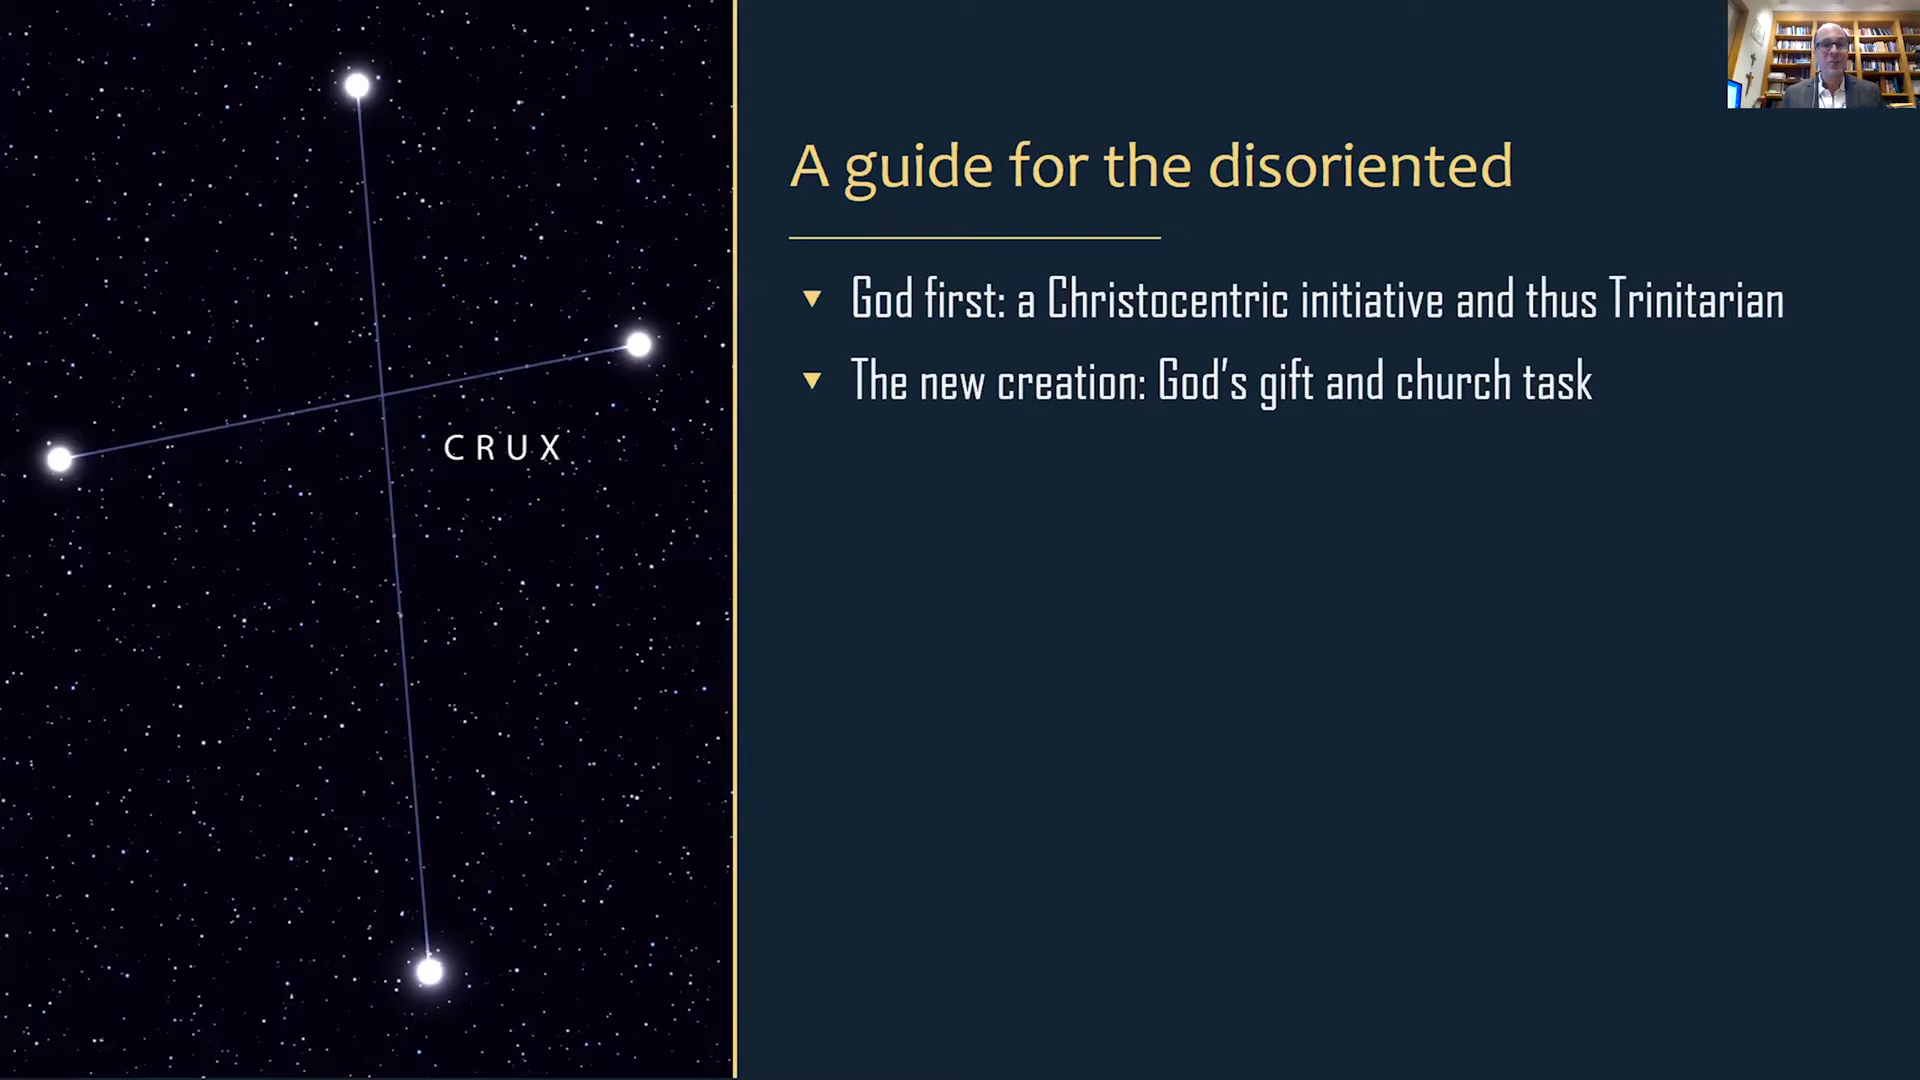 CRUX
A guide for the disoriented
God first: a Christocentric initiative and thus Trinitarian
The new creation: God's gift and church task